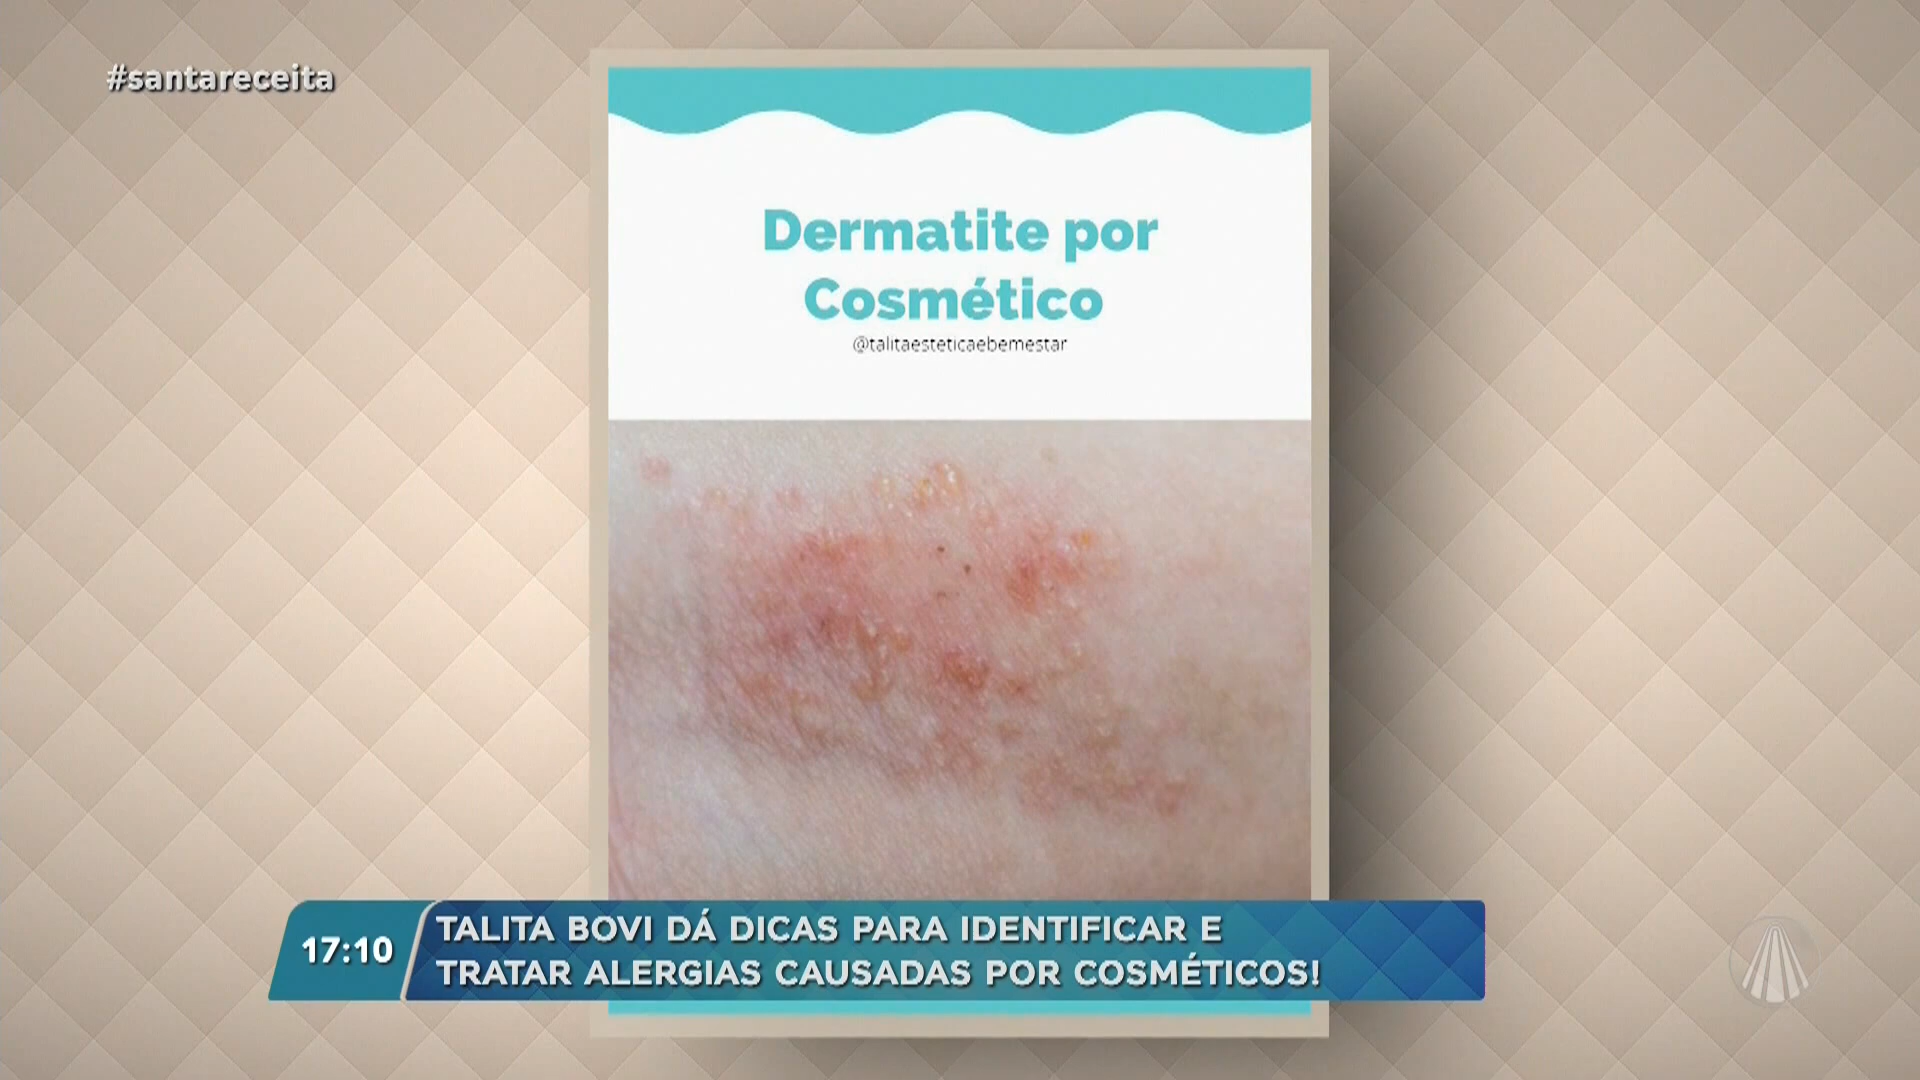 #santareceita
Dermatite por
Cosmético
@talitaesteticaebemestar
17:10
TALITA BOVI DÁ DICAS PARA IDENTIFICAR E
TRATAR ALERGIAS CAUSADAS POR COSMÉTICOS!